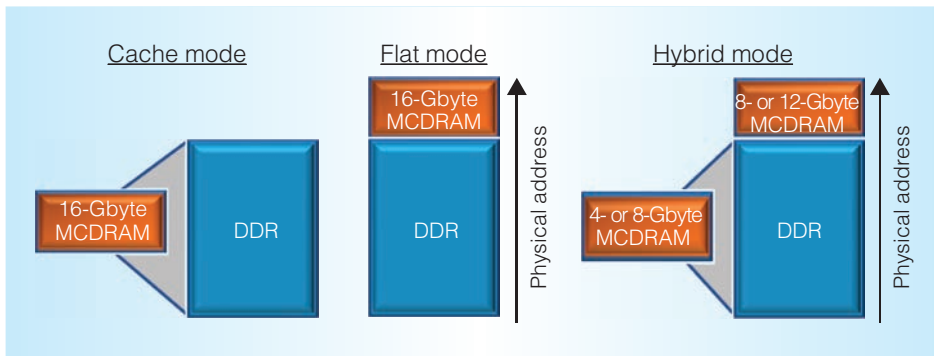 Cache mode
16-Gbyte
MCDRAM
DDR
Flat mode
16-Gbyte
MCDRAM
DDR
Physical address
Hybrid mode
8- or 12-Gbyte
MCDRAM
4- or 8-Gbyte
MCDRAM
DDR
Physical address